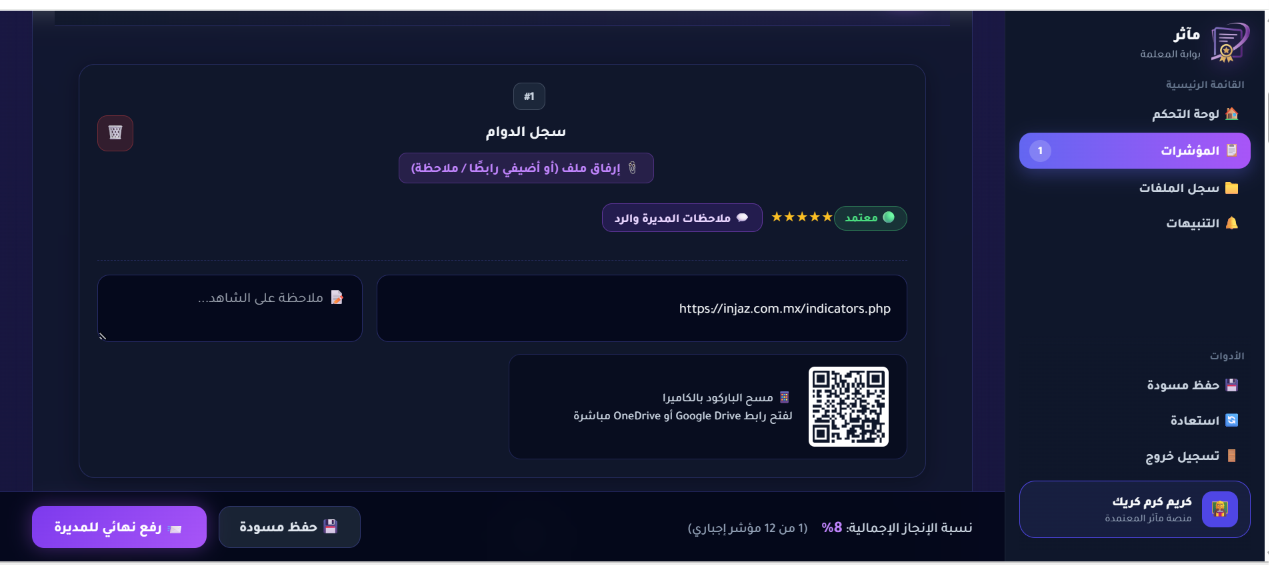 مآثر
بوابة المعلمة
القائمة الرئيسية
لوحة التحكم
المؤشرات
1
سجل الملفات
التنبيهات
الأدوات
حفظ مسودة
استعادة
تسجيل خروج
كريم كرم كريك
منصة مآثر المعتمدة
#1
سجل الدوام
إرفاق ملف (أو أضيفي رابطًا / ملاحظة)
معتمد ★★★★★ ملاحظات المديرة والرد
https://injaz.com.mx/indicators.php
ملاحظة على الشاهد...
مسح الباركود بالكاميرا
لفتح رابط Google Drive أو OneDrive مباشرة
نسبة الإنجاز الإجمالية: 8% (1 من 12 مؤشر إجباري)
حفظ مسودة
رفع نهائي للمديرة